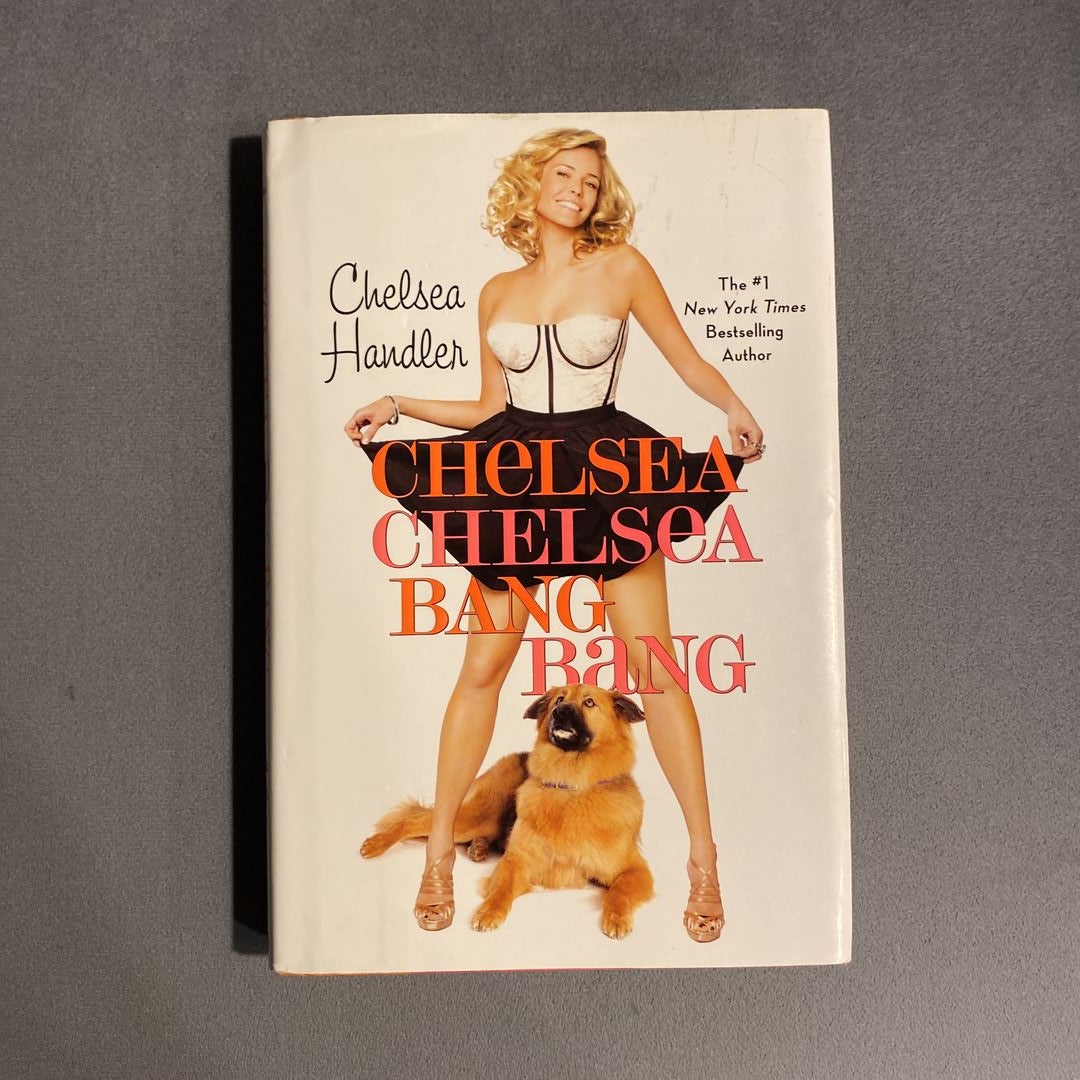 Chelsea
Handler
The #1
New York Times
Bestselling
Author
CHeLSEA
CHELSeA
BANG
BaNG